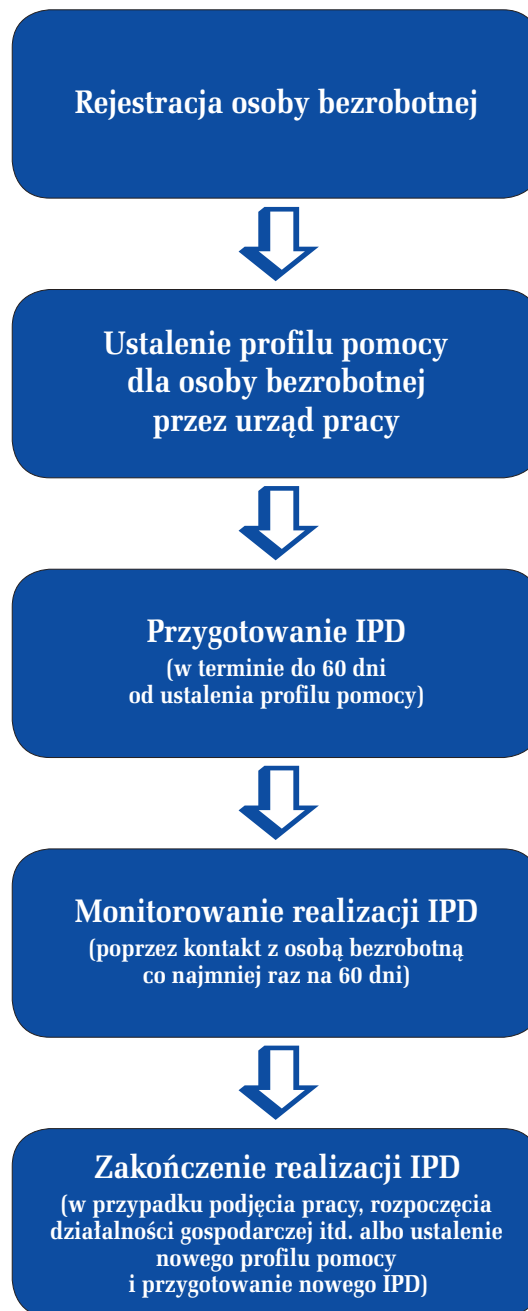 Rejestracja osoby bezrobotnej
Ustalenie profilu pomocy
dla osoby bezrobotnej
przez urząd pracy
Przygotowanie IPD
(w terminie do 60 dni
od ustalenia profilu pomocy)
Monitorowanie realizacji IPD
(poprzez kontakt z osobą bezrobotną
co najmniej raz na 60 dni)
Zakończenie realizacji IPD
(w przypadku podjęcia pracy, rozpoczęcia
działalności gospodarczej itd. albo ustalenie
nowego profilu pomocy
i przygotowanie nowego IPD)